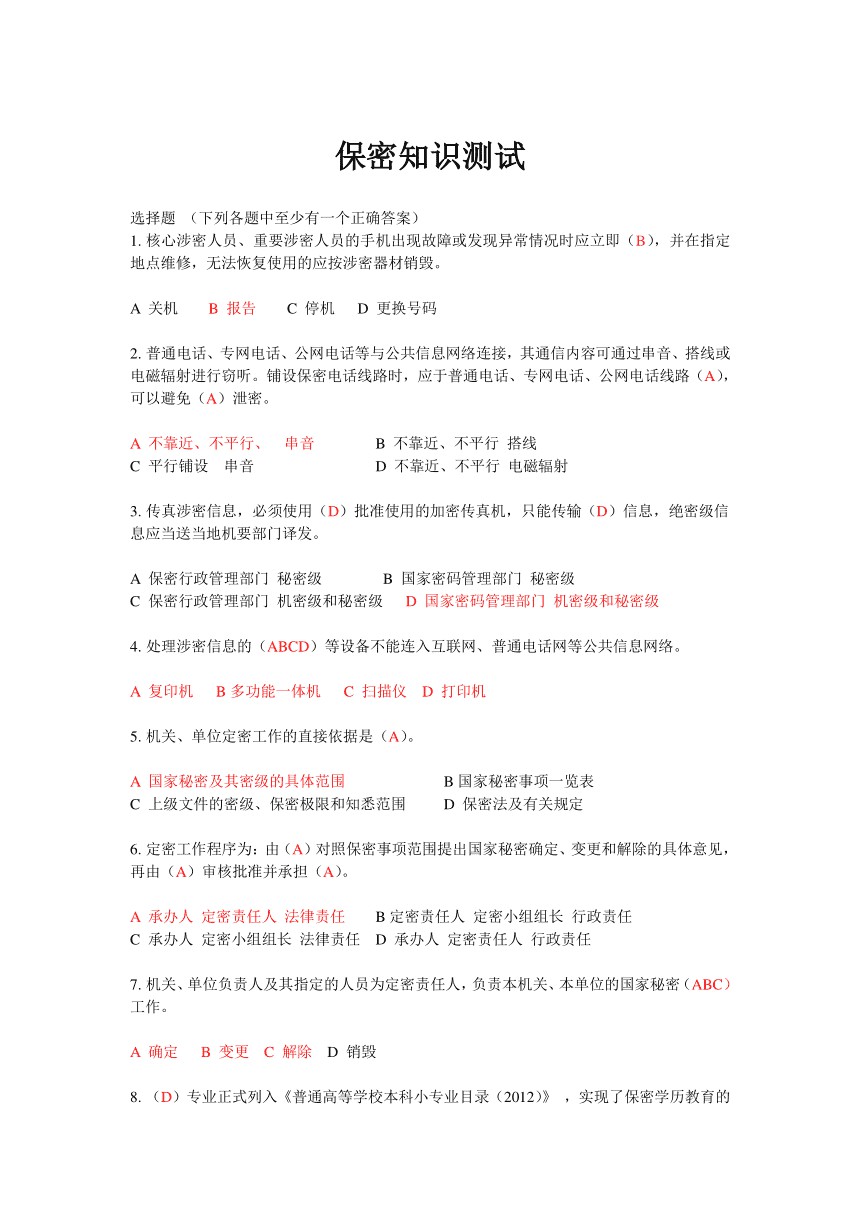 保密知识测试
选择题 （下列各题中至少有一个正确答案）
1. 核心涉密人员、重要涉密人员的手机出现故障或发现异常情况时应立即（B），并在指定
地点维修，无法恢复使用的应按涉密器材销毁。
A 关机 B 报告 C 停机 D 更换号码
2. 普通电话、专网电话、公网电话等与公共信息网络连接，其通信内容可通过串音、搭线或
电磁辐射进行窃听。铺设保密电话线路时，应于普通电话、专网电话、公网电话线路（A），
可以避免（A）泄密。
A 不靠近、不平行、 串音 B 不靠近、不平行 搭线
C 平行铺设 串音 D 不靠近、不平行 电磁辐射
3. 传真涉密信息，必须使用（D）批准使用的加密传真机，只能传输（D）信息，绝密级信
息应当送当地机要部门译发。
A 保密行政管理部门 秘密级 B 国家密码管理部门 秘密级
C 保密行政管理部门 机密级和秘密级 D 国家密码管理部门 机密级和秘密级
4. 处理涉密信息的（ABCD）等设备不能连入互联网、普通电话网等公共信息网络。
A 复印机 B 多功能一体机 C 扫描仪 D 打印机
5. 机关、单位定密工作的直接依据是（A）。
A 国家秘密及其密级的具体范围 B 国家秘密事项一览表
C 上级文件的密级、保密极限和知悉范围 D 保密法及有关规定
6. 定密工作程序为：由（A）对照保密事项范围提出国家秘密确定、变更和解除的具体意见，
再由（A）审核批准并承担（A）。
A 承办人 定密责任人 法律责任 B 定密责任人 定密小组组长 行政责任
C 承办人 定密小组组长 法律责任 D 承办人 定密责任人 行政责任
7. 机关、单位负责人及其指定的人员为定密责任人，负责本机关、本单位的国家秘密（ABC）
工作。
A 确定 B 变更 C 解除 D 销毁
8. （D）专业正式列入《普通高等学校本科小专业目录（2012）》 ，实现了保密学历教育的